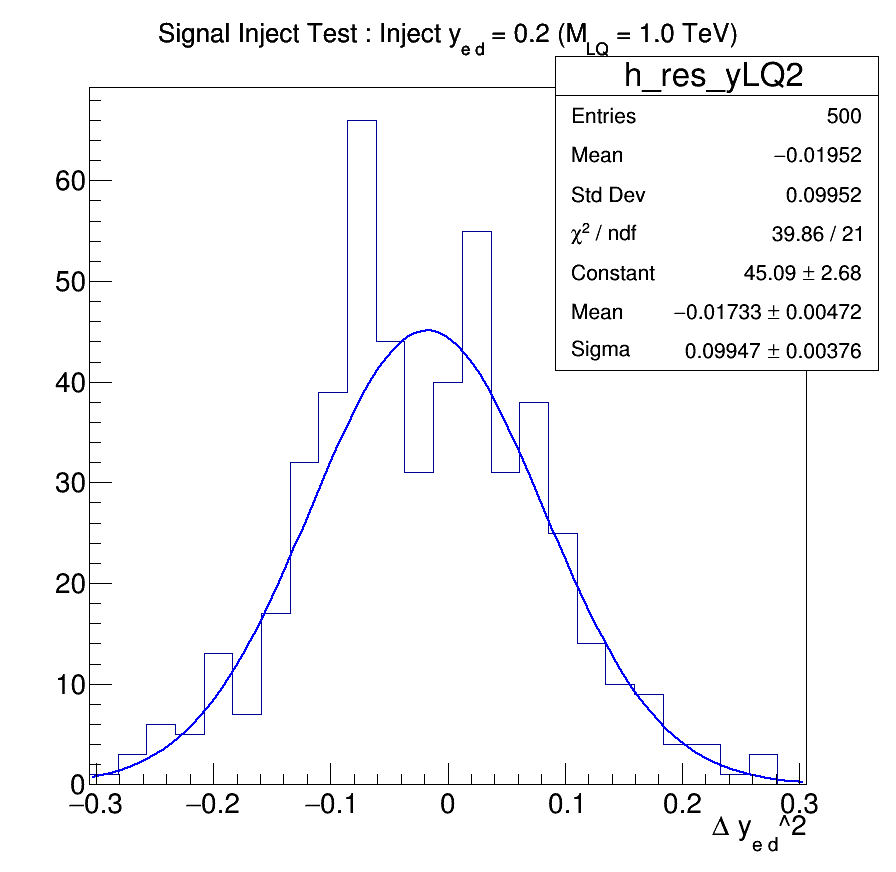 Signal Inject Test : Inject y_ed = 0.2 (M_LQ = 1.0 TeV)
h_res_yLQ2
Entries 500
Mean −0.01952
Std Dev 0.09952
χ² / ndf 39.86 / 21
Constant 45.09 ± 2.68
Mean −0.01733 ± 0.00472
Sigma 0.09947 ± 0.00376
60
50
40
30
20
10
0
−0.3 −0.2 −0.1 0 0.1 0.2 0.3
Δ y_ed^2